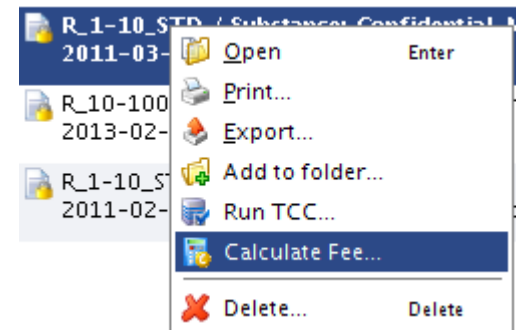 R_1-10_STD / Substance: Confidential
2011-03-
R_10-100
2013-02-
R_1-10_S
2011-02-
Open Enter
Print...
Export...
Add to folder...
Run TCC...
Calculate Fee...
Delete... Delete